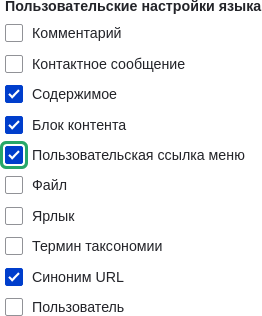 Пользовательские настройки языка
Комментарий
Контактное сообщение
Содержимое
Блок контента
Пользовательская ссылка меню
Файл
Ярлык
Термин таксономии
Синоним URL
Пользователь